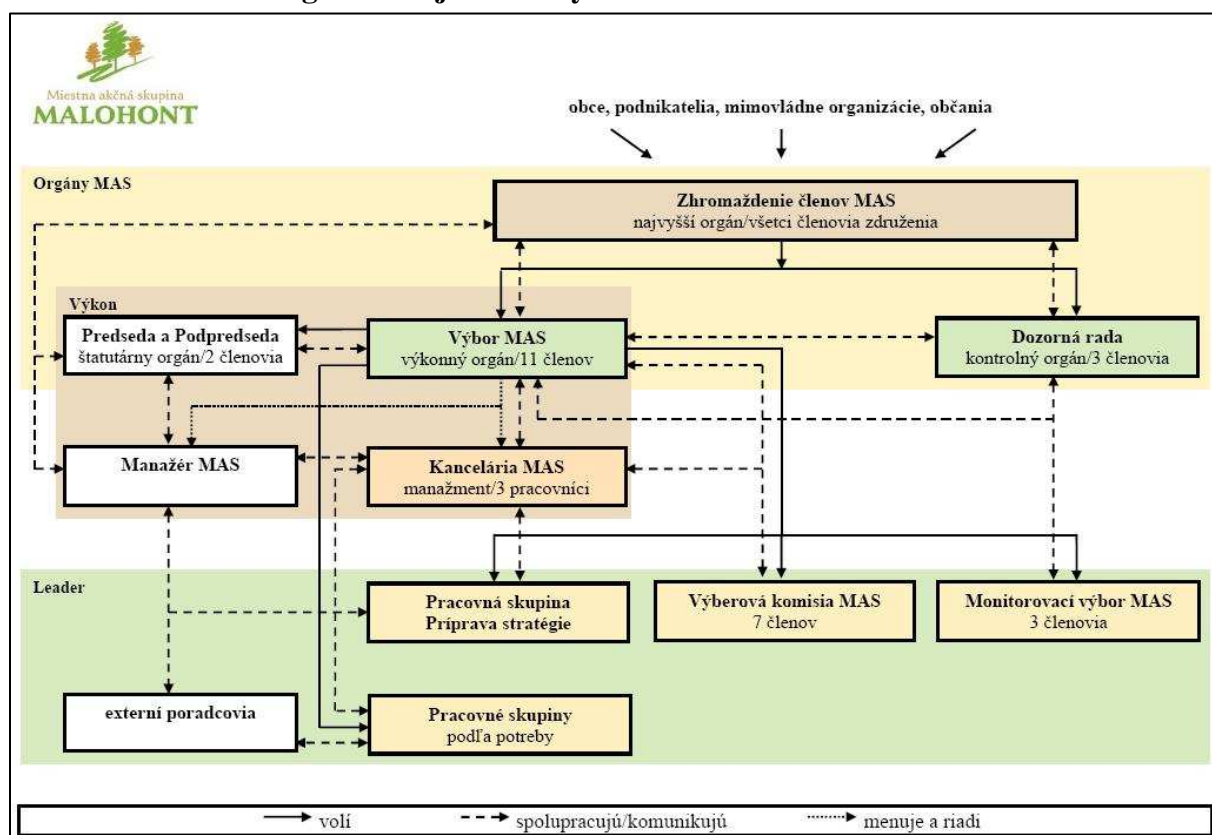 Miestna akčná skupina
MALOHONT
obce, podnikatelia, mimovládne organizácie, občania
Orgány MAS
Zhromaždenie členov MAS
najvyšší orgán/všetci členovia združenia
Výkon
Predseda a Podpredseda
štatutárny orgán/2 členovia
Výbor MAS
výkonný orgán/11 členov
Dozorná rada
kontrolný orgán/3 členovia
Manažér MAS
Kancelária MAS
manažment/3 pracovníci
Leader
Pracovná skupina
Príprava stratégie
Výberová komisia MAS
7 členov
Monitorovací výbor MAS
3 členovia
externí poradcovia
Pracovné skupiny
podľa potreby
volí
spolupracujú/komunikujú
menuje a riadi